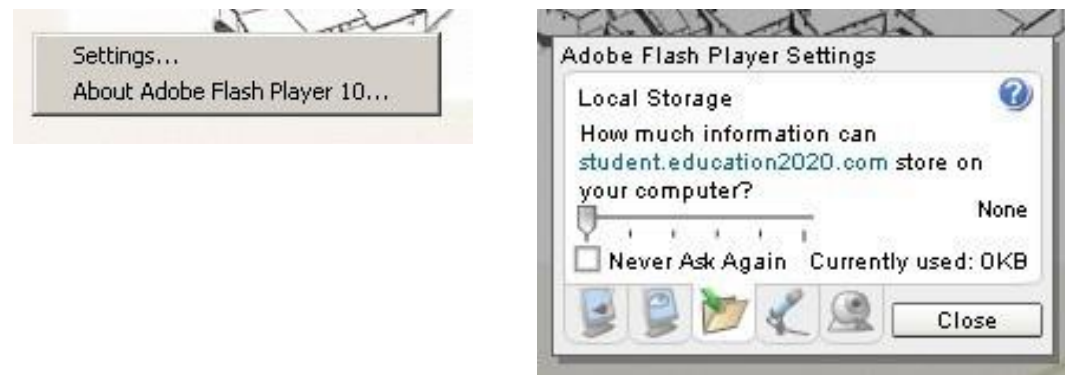 Settings...
About Adobe Flash Player 10...
Adobe Flash Player Settings
Local Storage
?
How much information can
student.education2020.com store on
your computer?
None
Never Ask Again Currently used: 0KB
Close